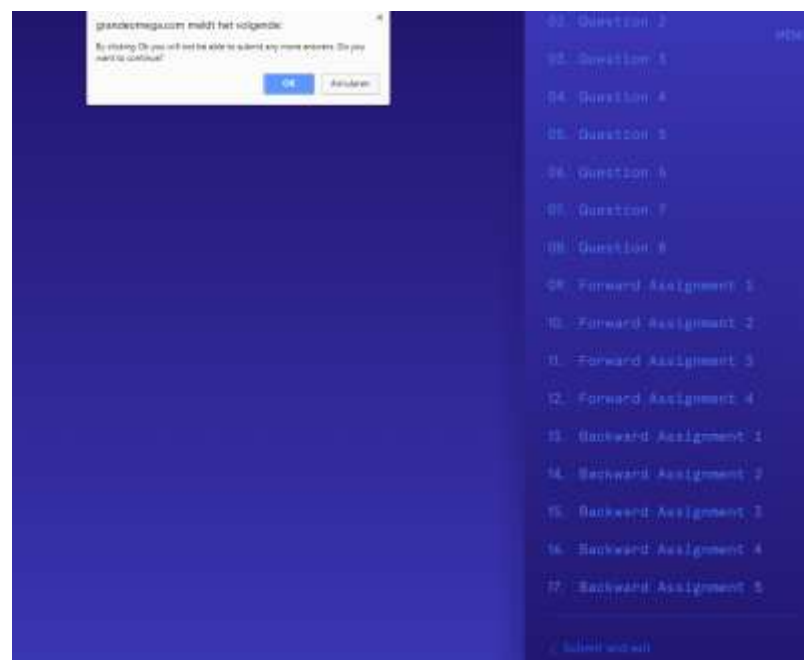 grandeomega.com meldt het volgende:
By clicking Ok you will not be able to submit any more answers. Do you
want to continue?
OK
Annuleren
02. Question 2
MENU
03. Question 3
04. Question 4
05. Question 5
06. Question 6
07. Question 7
08. Question 8
09. Forward Assignment 1
10. Forward Assignment 2
11. Forward Assignment 3
12. Forward Assignment 4
13. Backward Assignment 1
14. Backward Assignment 2
15. Backward Assignment 3
16. Backward Assignment 4
17. Backward Assignment 5
Submit and exit